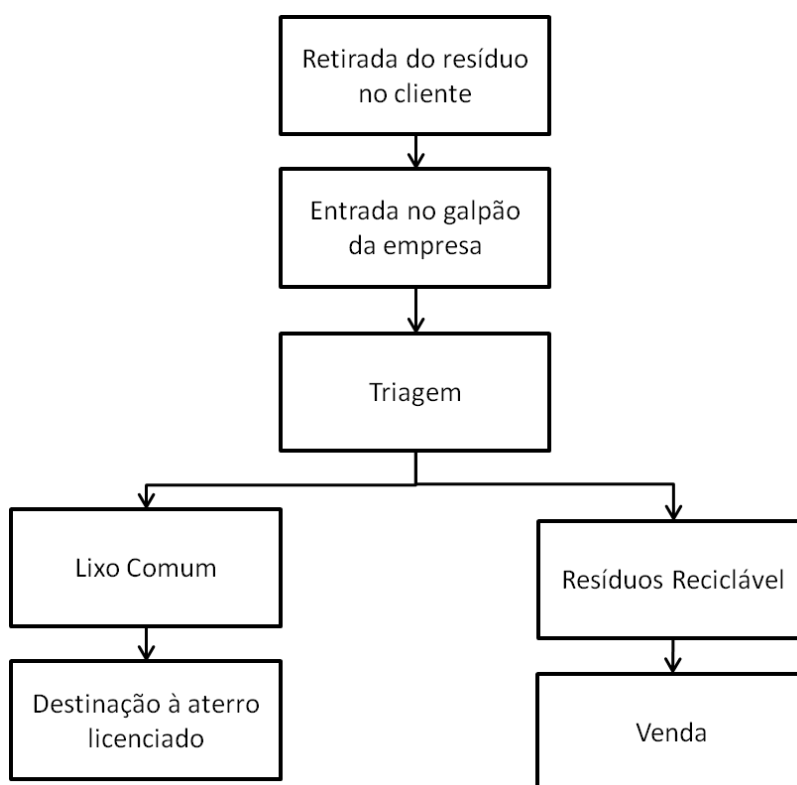 Retirada do resíduo
no cliente
Entrada no galpão
da empresa
Triagem
Lixo Comum
Resíduos Reciclável
Destinação à aterro
licenciado
Venda